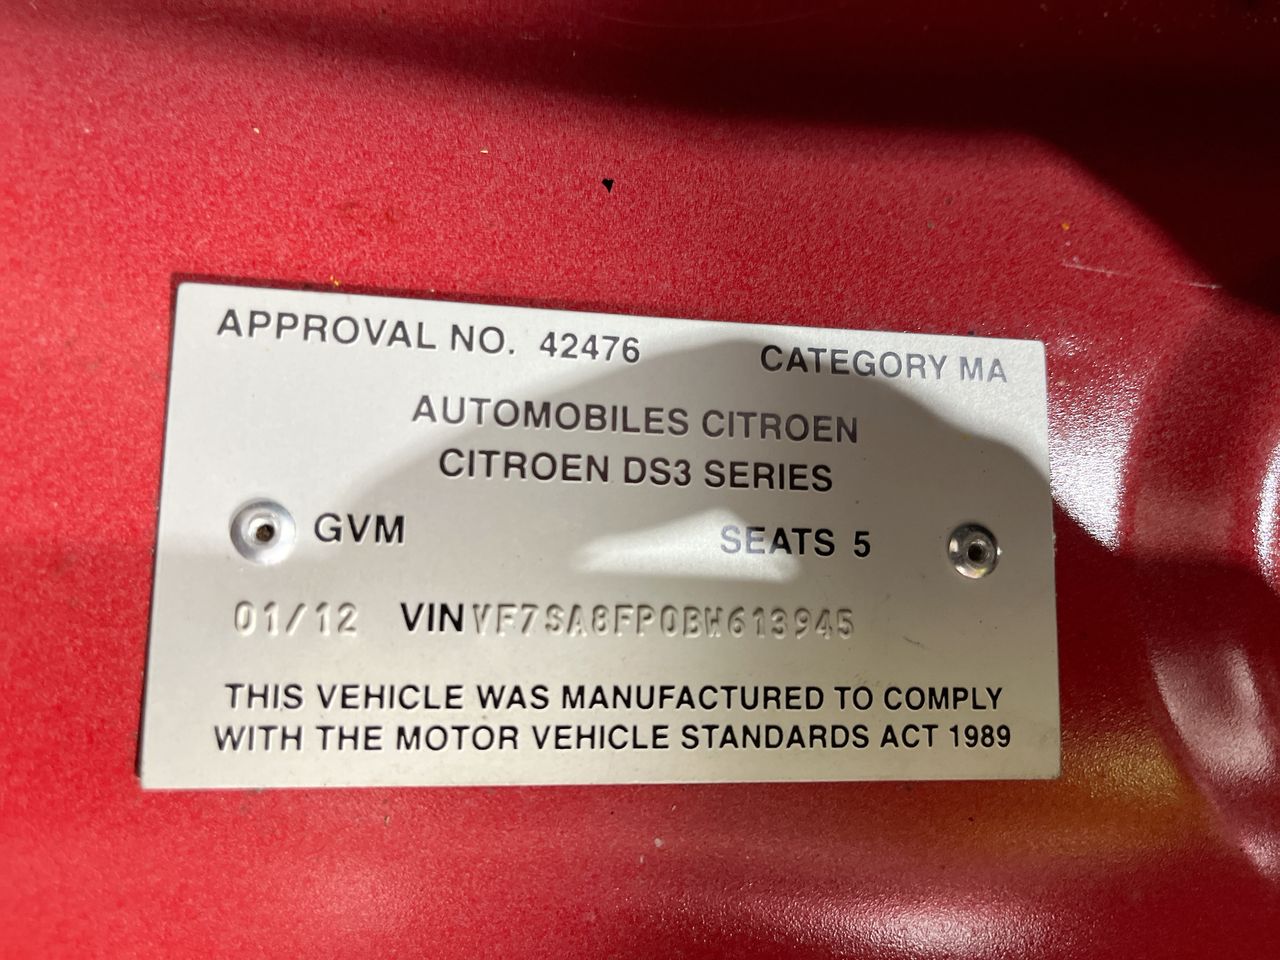 APPROVAL NO. 42476 CATEGORY MA
AUTOMOBILES CITROEN
CITROEN DS3 SERIES
GVM SEATS 5
01/12 VIN VF7SA8FP0BW613945
THIS VEHICLE WAS MANUFACTURED TO COMPLY
WITH THE MOTOR VEHICLE STANDARDS ACT 1989